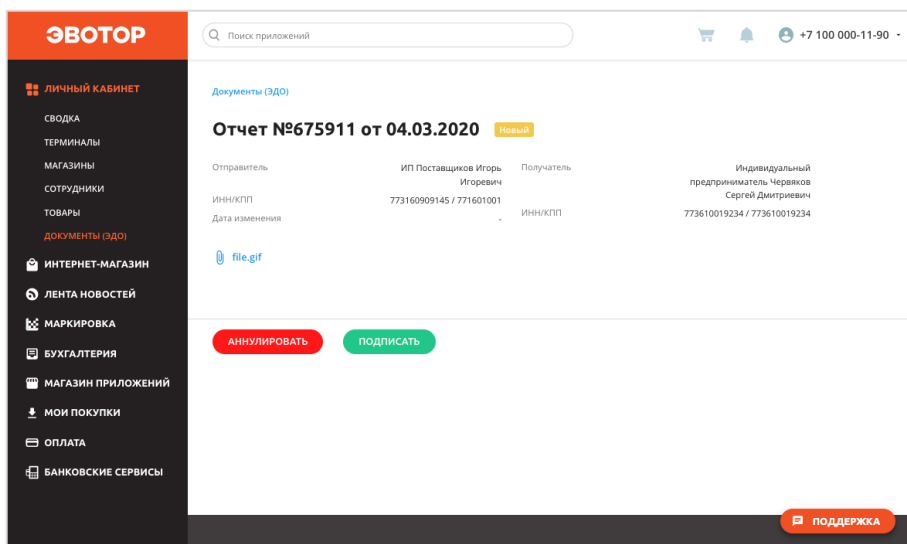 ЭВОТОР
Поиск приложений
+7 100 000-11-90
ЛИЧНЫЙ КАБИНЕТ
СВОДКА
ТЕРМИНАЛЫ
МАГАЗИНЫ
СОТРУДНИКИ
ТОВАРЫ
ДОКУМЕНТЫ (ЭДО)
ИНТЕРНЕТ-МАГАЗИН
ЛЕНТА НОВОСТЕЙ
МАРКИРОВКА
БУХГАЛТЕРИЯ
МАГАЗИН ПРИЛОЖЕНИЙ
МОИ ПОКУПКИ
ОПЛАТА
БАНКОВСКИЕ СЕРВИСЫ
Документы (ЭДО)
Отчет №675911 от 04.03.2020 Новый
Отправитель ИП Поставщиков Игорь
Игоревич
ИНН/КПП 773160909145 / 771601001
Дата изменения -
Получатель Индивидуальный
предприниматель Червяков
Сергей Дмитриевич
ИНН/КПП 773610019234 / 773610019234
file.gif
АННУЛИРОВАТЬ ПОДПИСАТЬ
ПОДДЕРЖКА